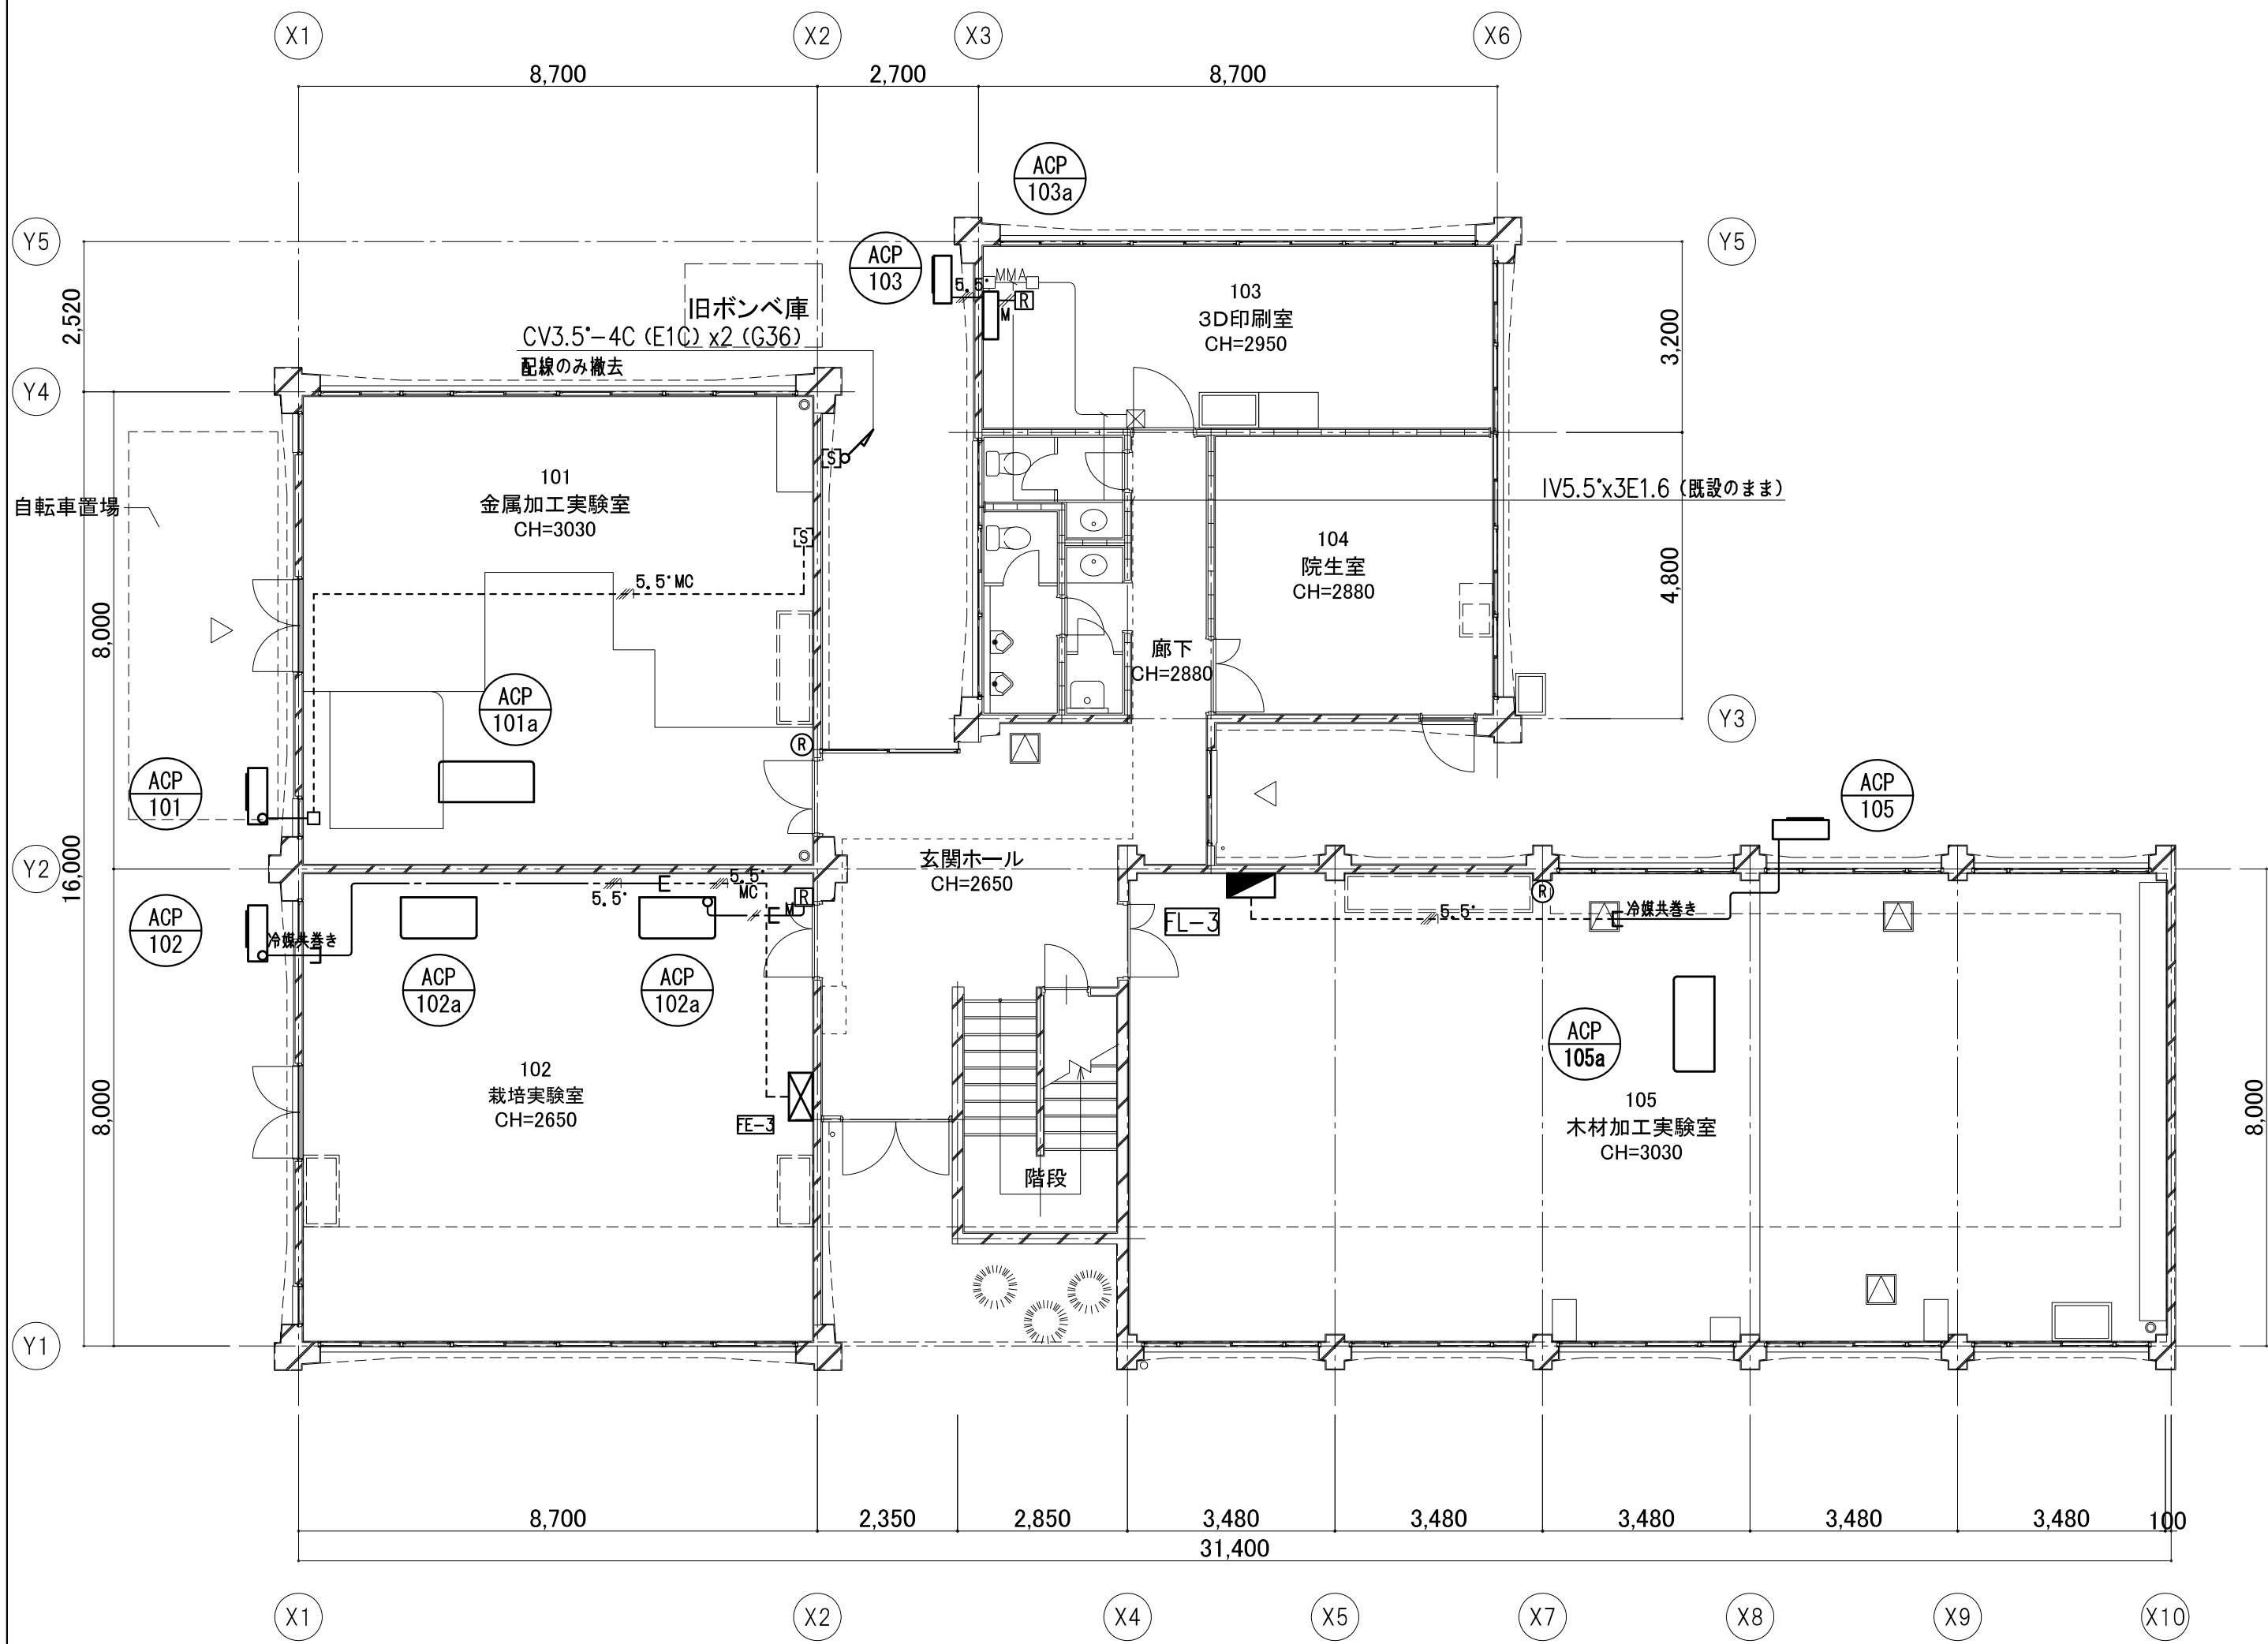 X1
X2
X3
X6
8,700
2,700
8,700
ACP
103a
Y5
Y5
ACP
103
5.5°
MMA
R
M
103
3D印刷室
CH=2950
旧ボンベ庫
CV3.5°-4C (E1C) x2 (G36)
配線のみ撤去
2,520
3,200
Y4
S
101
金属加工実験室
CH=3030
自転車置場
IV5.5°x3E1.6 (既設のまま)
S
104
院生室
CH=2880
4,800
5.5°MC
8,000
廊下
CH=2880
ACP
101a
Y3
R
ACP
101
ACP
105
玄関ホール
CH=2650
Y2
16,000
5.5°
5.5°
MC
R
M
R
5.5°
冷媒共巻き
ACP
102
冷媒共巻き
FL-3
ACP
102a
ACP
102a
ACP
105a
102
栽培実験室
CH=2650
FE-3
105
木材加工実験室
CH=3030
8,000
8,000
階段
Y1
8,700
2,350
2,850
3,480
3,480
3,480
3,480
3,480
100
31,400
X1
X2
X4
X5
X7
X8
X9
X10